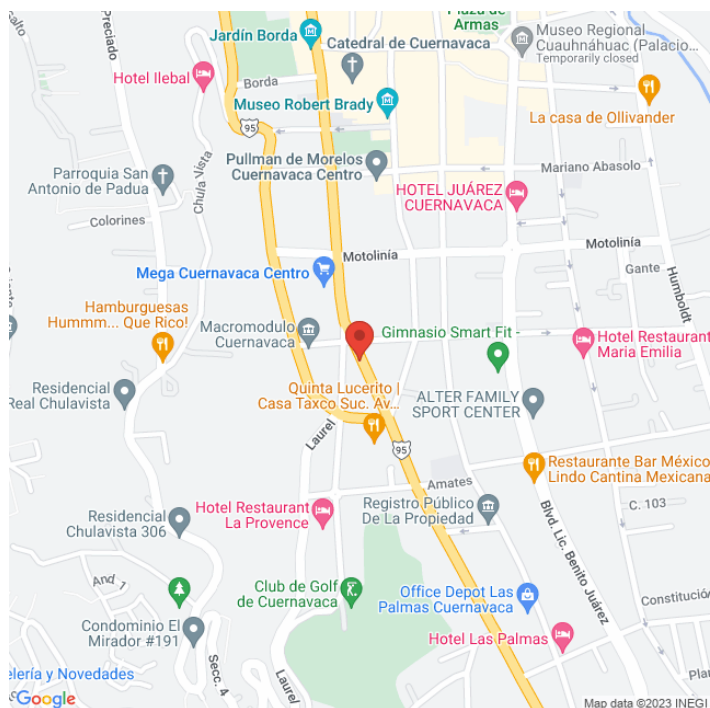 Plaza de
Armas
Jardín Borda
Catedral de Cuernavaca
Museo Regional
Cuauhnáhuac (Palacio...
Temporarily closed
Salto
Preciado
Hotel Ilebal
Borda
Museo Robert Brady
La casa de Ollivander
95
Pullman de Morelos
Cuernavaca Centro
Mariano Abasolo
Parroquia San
Antonio de Padua
Chula Vista
HOTEL JUÁREZ
CUERNAVACA
Colorines
Motolinía
Motolinía
Mega Cuernavaca Centro
Gante
Humboldt
Hamburguesas
Hummm... Que Rico!
Macromodulo
Cuernavaca
Gimnasio Smart Fit -
Hotel Restaurante
Maria Emilia
Residencial
Real Chulavista
Quinta Lucerito |
Casa Taxco Suc. Av...
ALTER FAMILY
SPORT CENTER
Laurel
95
Restaurante Bar México
Lindo Cantina Mexicana
Amates
Hotel Restaurant
La Provence
Registro Público
De La Propiedad
C. 103
Residencial
Chulavista 306
Blvd. Lic. Benito Juárez
And. 1
Club de Golf
de Cuernavaca
Office Depot Las
Palmas Cuernavaca
Constitució
Condominio El
Mirador #191
Hotel Las Palmas
Secc. 4
Laurel
elería y Novedades
Plan
Google
Map data ©2023 INEGI